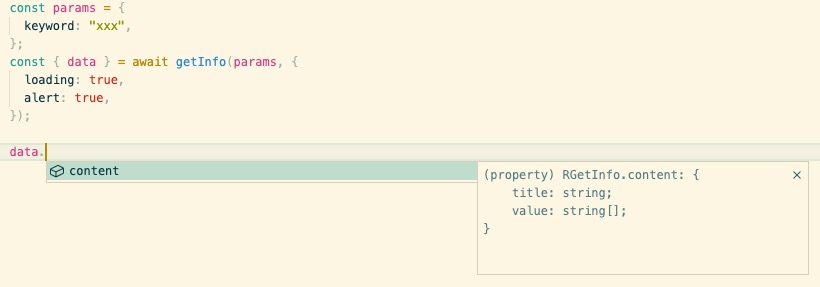 const params = {
  keyword: "xxx",
};
const { data } = await getInfo(params, {
  loading: true,
  alert: true,
});

data.
content
(property) RGetInfo.content: {
    title: string;
    value: string[];
}